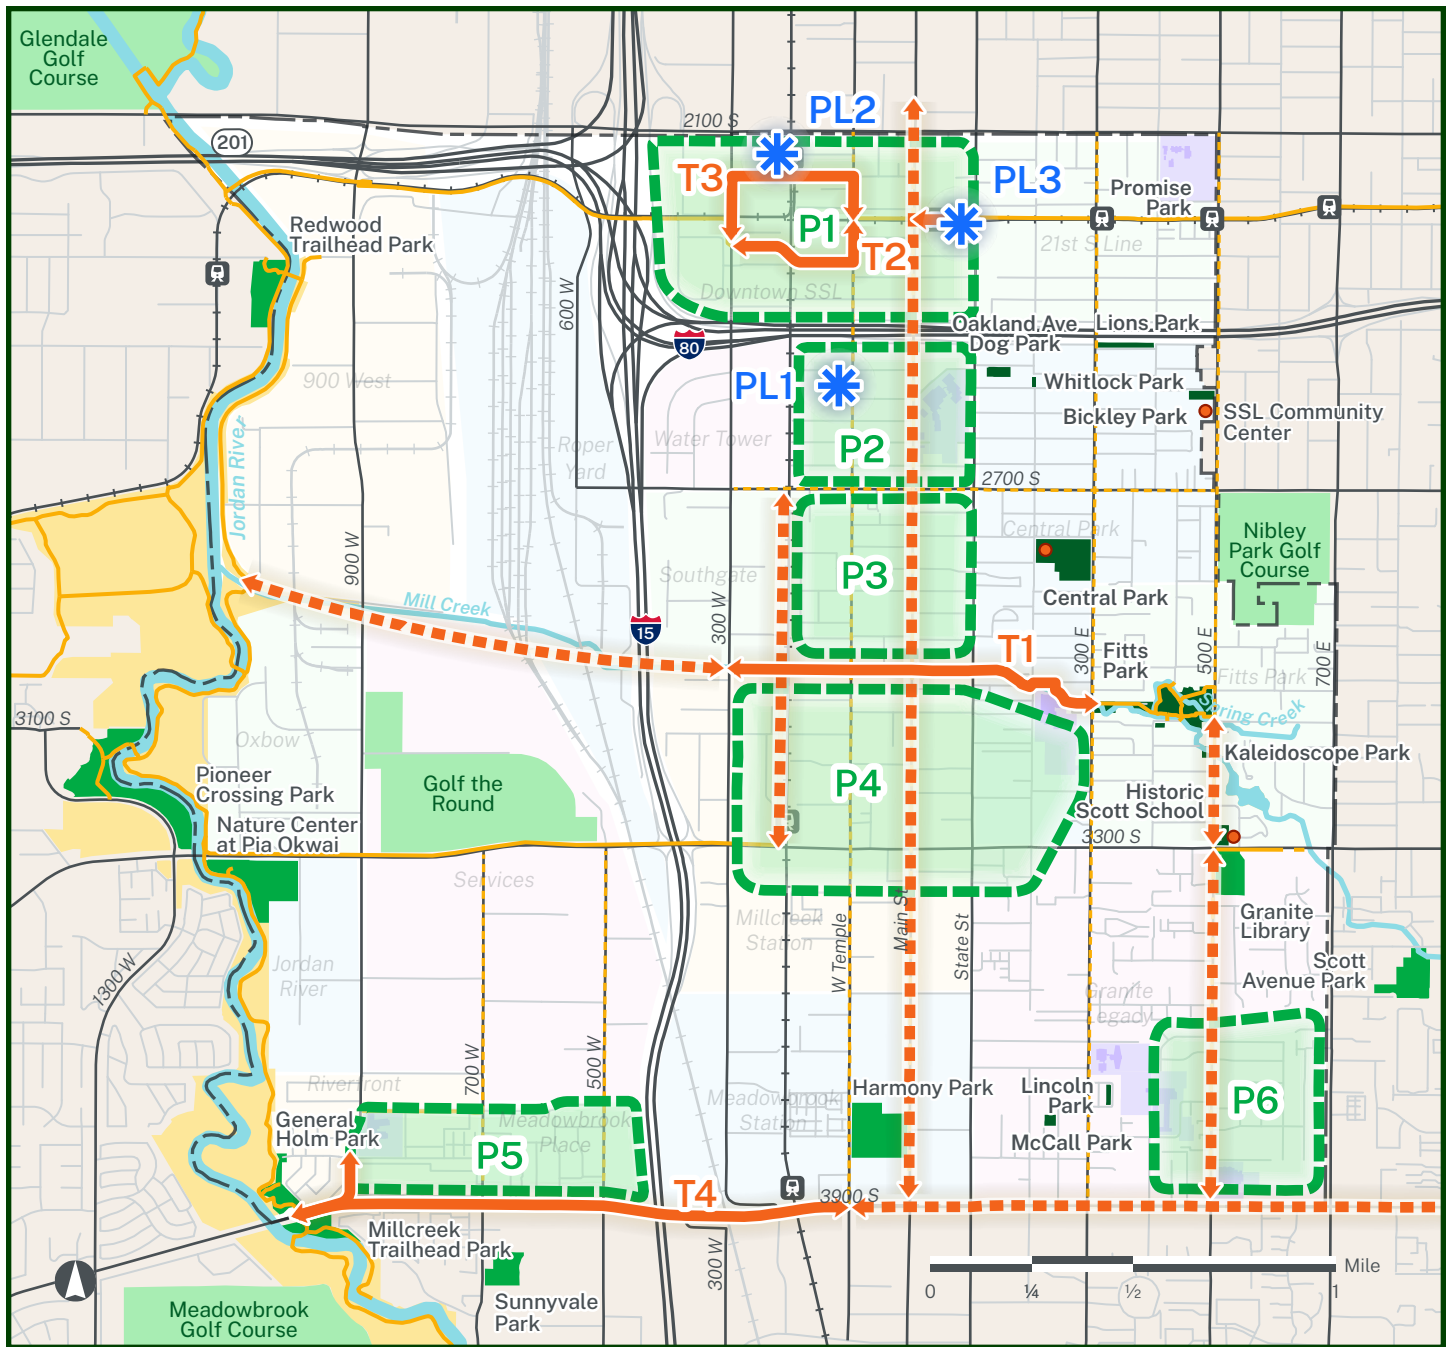 Glendale
Golf
Course
201
2100 S
PL2
T3
PL3
P1
T2
Promise
Park
21st S Line
Redwood
Trailhead Park
Downtown SSL
600 W
80
Oakland Ave
Dog Park
Lions Park
900 West
PL1
Whitlock Park
Bickley Park
SSL Community
Center
Jordan River
Roper
Yard
Water Tower
P2
2700 S
Central Park
Nibley
Park Golf
Course
900 W
Southgate
P3
Mill Creek
Central Park
300 W
15
T1
300 E
Fitts
Park
500 E
Fitts Park
700 E
3100 S
Oxbow
Spring Creek
Pioneer
Crossing Park
Golf the
Round
P4
Kaleidoscope Park
Historic
Scott School
Nature Center
at Pia Okwai
3300 S
Services
Millcreek
Station
W Temple
Main St
State St
Granite
Library
Jordan
River
1300 W
Scott
Avenue Park
Granite
Legacy
Riverfront
700 W
500 W
Meadowbrook
Station
Harmony Park
Lincoln
Park
McCall Park
P6
General
Holm Park
Meadowbrook
Place
P5
T4
3900 S
Millcreek
Trailhead Park
300 W
Mile
0
¼
½
1
Sunnyvale
Park
Meadowbrook
Golf Course